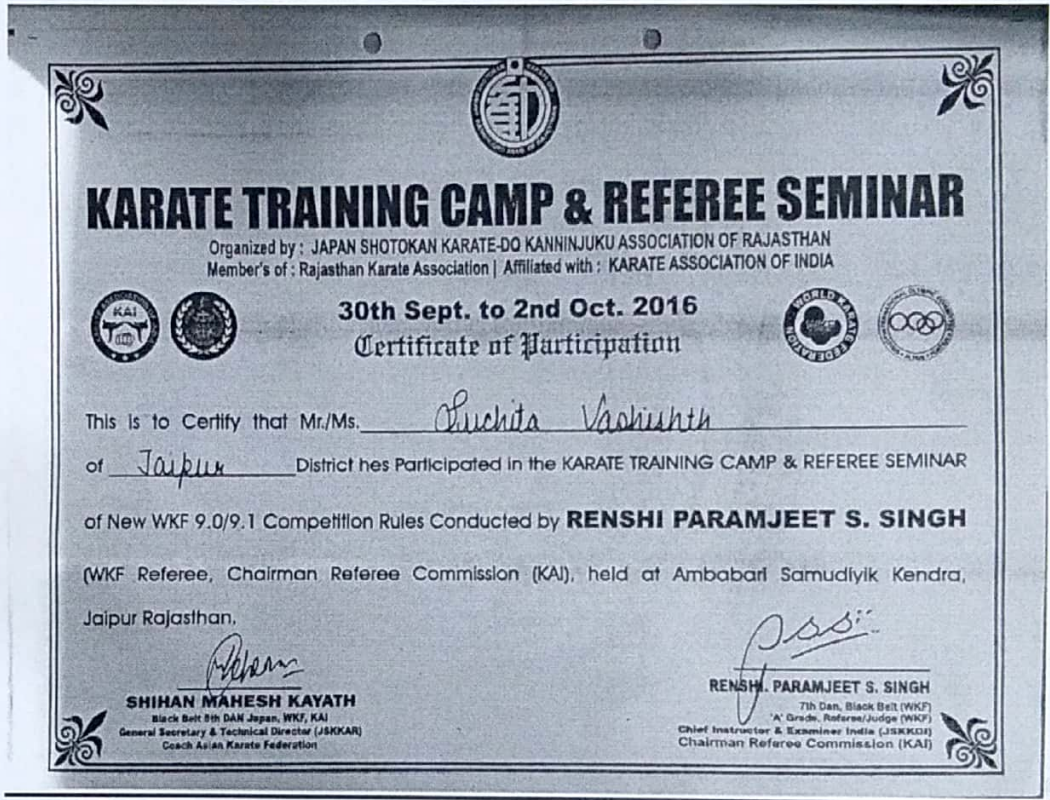 KARATE TRAINING CAMP & REFEREE SEMINAR
Organized by : JAPAN SHOTOKAN KARATE-DO KANNINJUKU ASSOCIATION OF RAJASTHAN
Member's of : Rajasthan Karate Association | Affiliated with : KARATE ASSOCIATION OF INDIA
KAI
WORLD KARATE FEDERATION
30th Sept. to 2nd Oct. 2016
Certificate of Participation
This is to Certify that Mr./Ms. Suchita Vashishth
of Jaipur District hes Participated in the KARATE TRAINING CAMP & REFEREE SEMINAR
of New WKF 9.0/9.1 Competition Rules Conducted by RENSHI PARAMJEET S. SINGH
(WKF Referee, Chairman Referee Commission (KAI), held at Ambabari Samudiyik Kendra,
Jaipur Rajasthan,
SHIHAN MAHESH KAYATH
Black Belt 8th DAN Japan, WKF, KAI
General Secretary & Technical Director (JSKKAR)
Coach Asian Karate Federation
RENSHI. PARAMJEET S. SINGH
7th Dan, Black Belt (WKF)
'A' Grade, Referee/Judge (WKF)
Chief Instructor & Examiner India (JSKKDI)
Chairman Referee Commission (KAI)